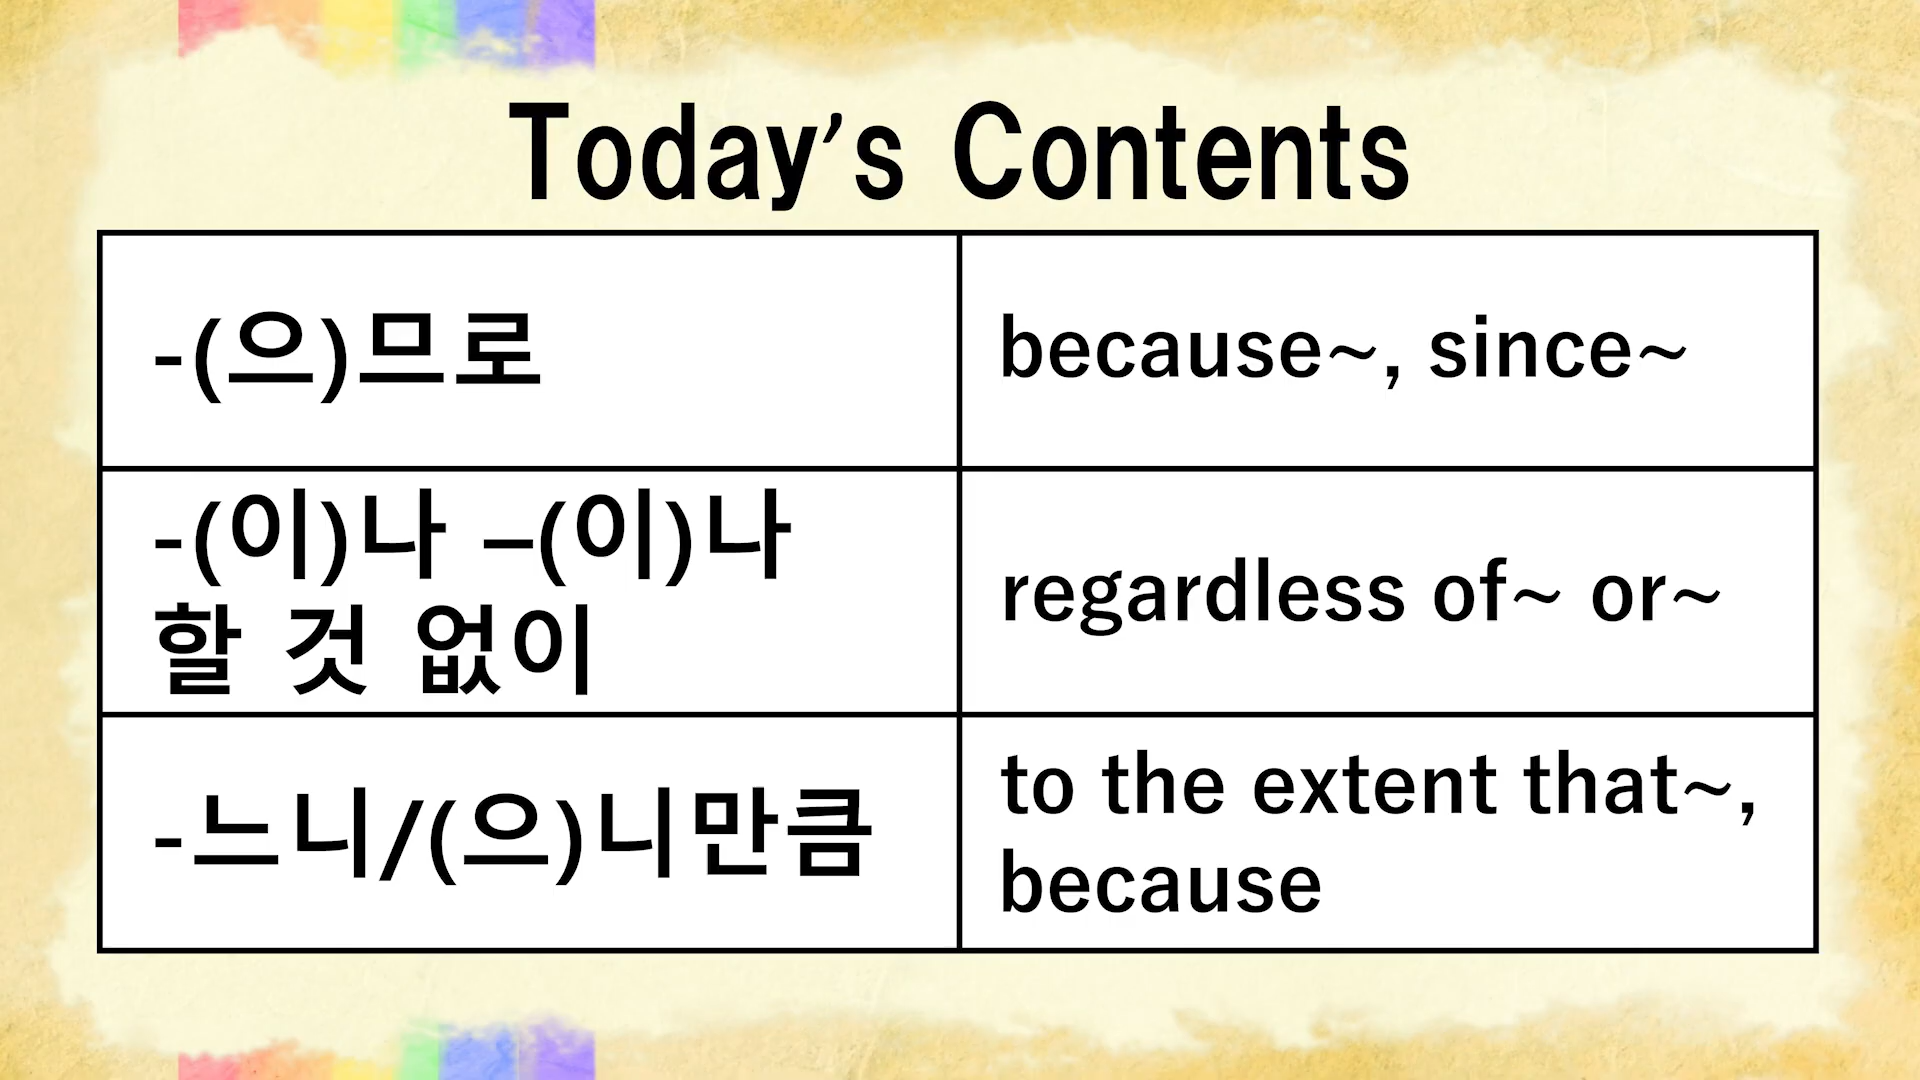 Today's Contents
-(으)므로
because~, since~
-(이)나 –(이)나
할 것 없이
regardless of~ or~
-느니/(으)니만큼
to the extent that~,
because